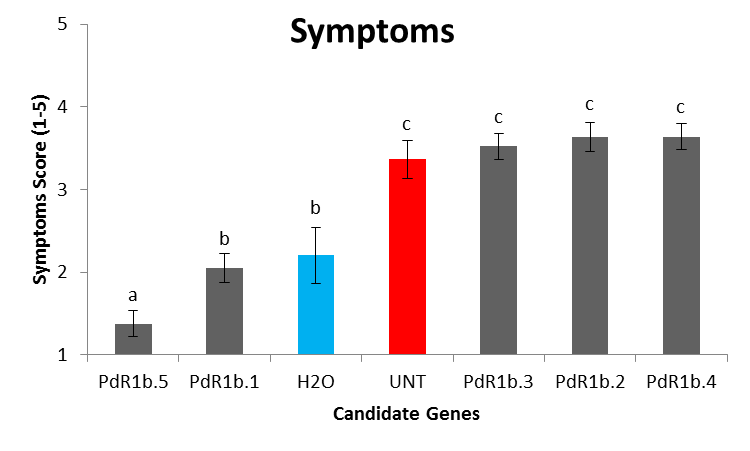 Symptoms
5
4
3
2
1
Symptoms Score (1-5)
a
b
b
c
c
c
c
PdR1b.5 PdR1b.1 H2O UNT PdR1b.3 PdR1b.2 PdR1b.4
Candidate Genes